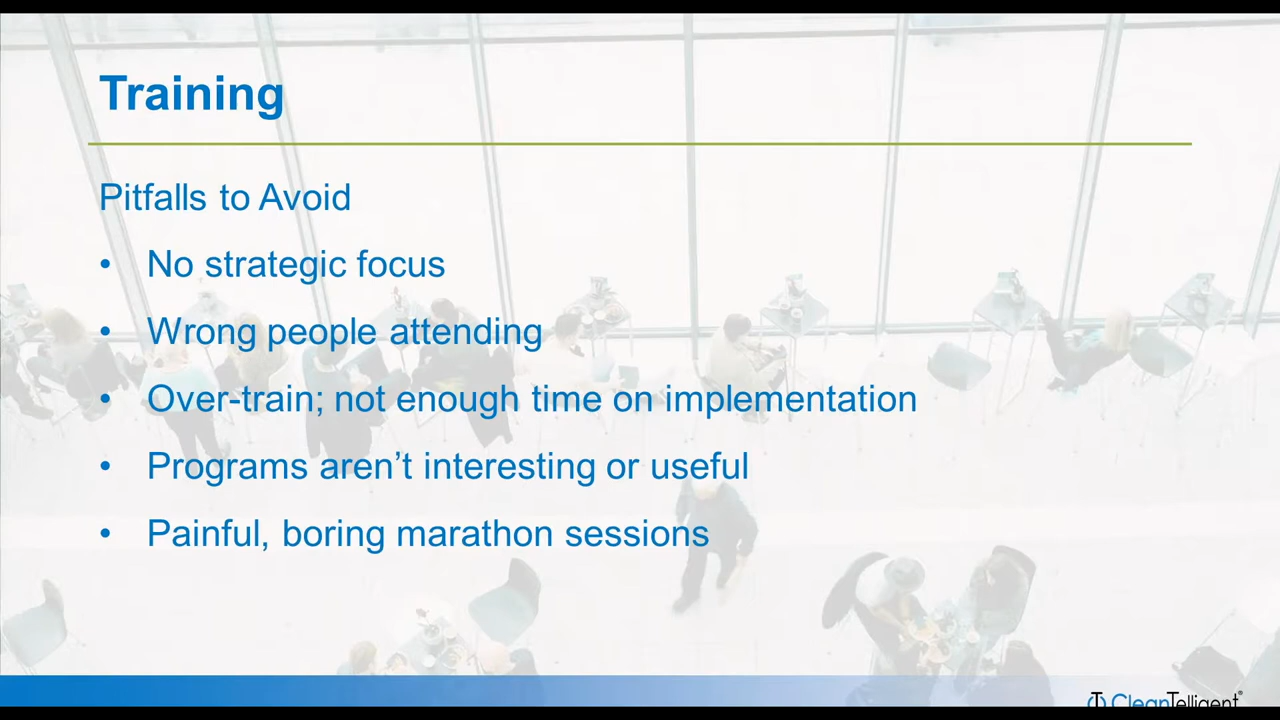 Training
Pitfalls to Avoid
• No strategic focus
• Wrong people attending
• Over-train; not enough time on implementation
• Programs aren’t interesting or useful
• Painful, boring marathon sessions
CleanTelligent®